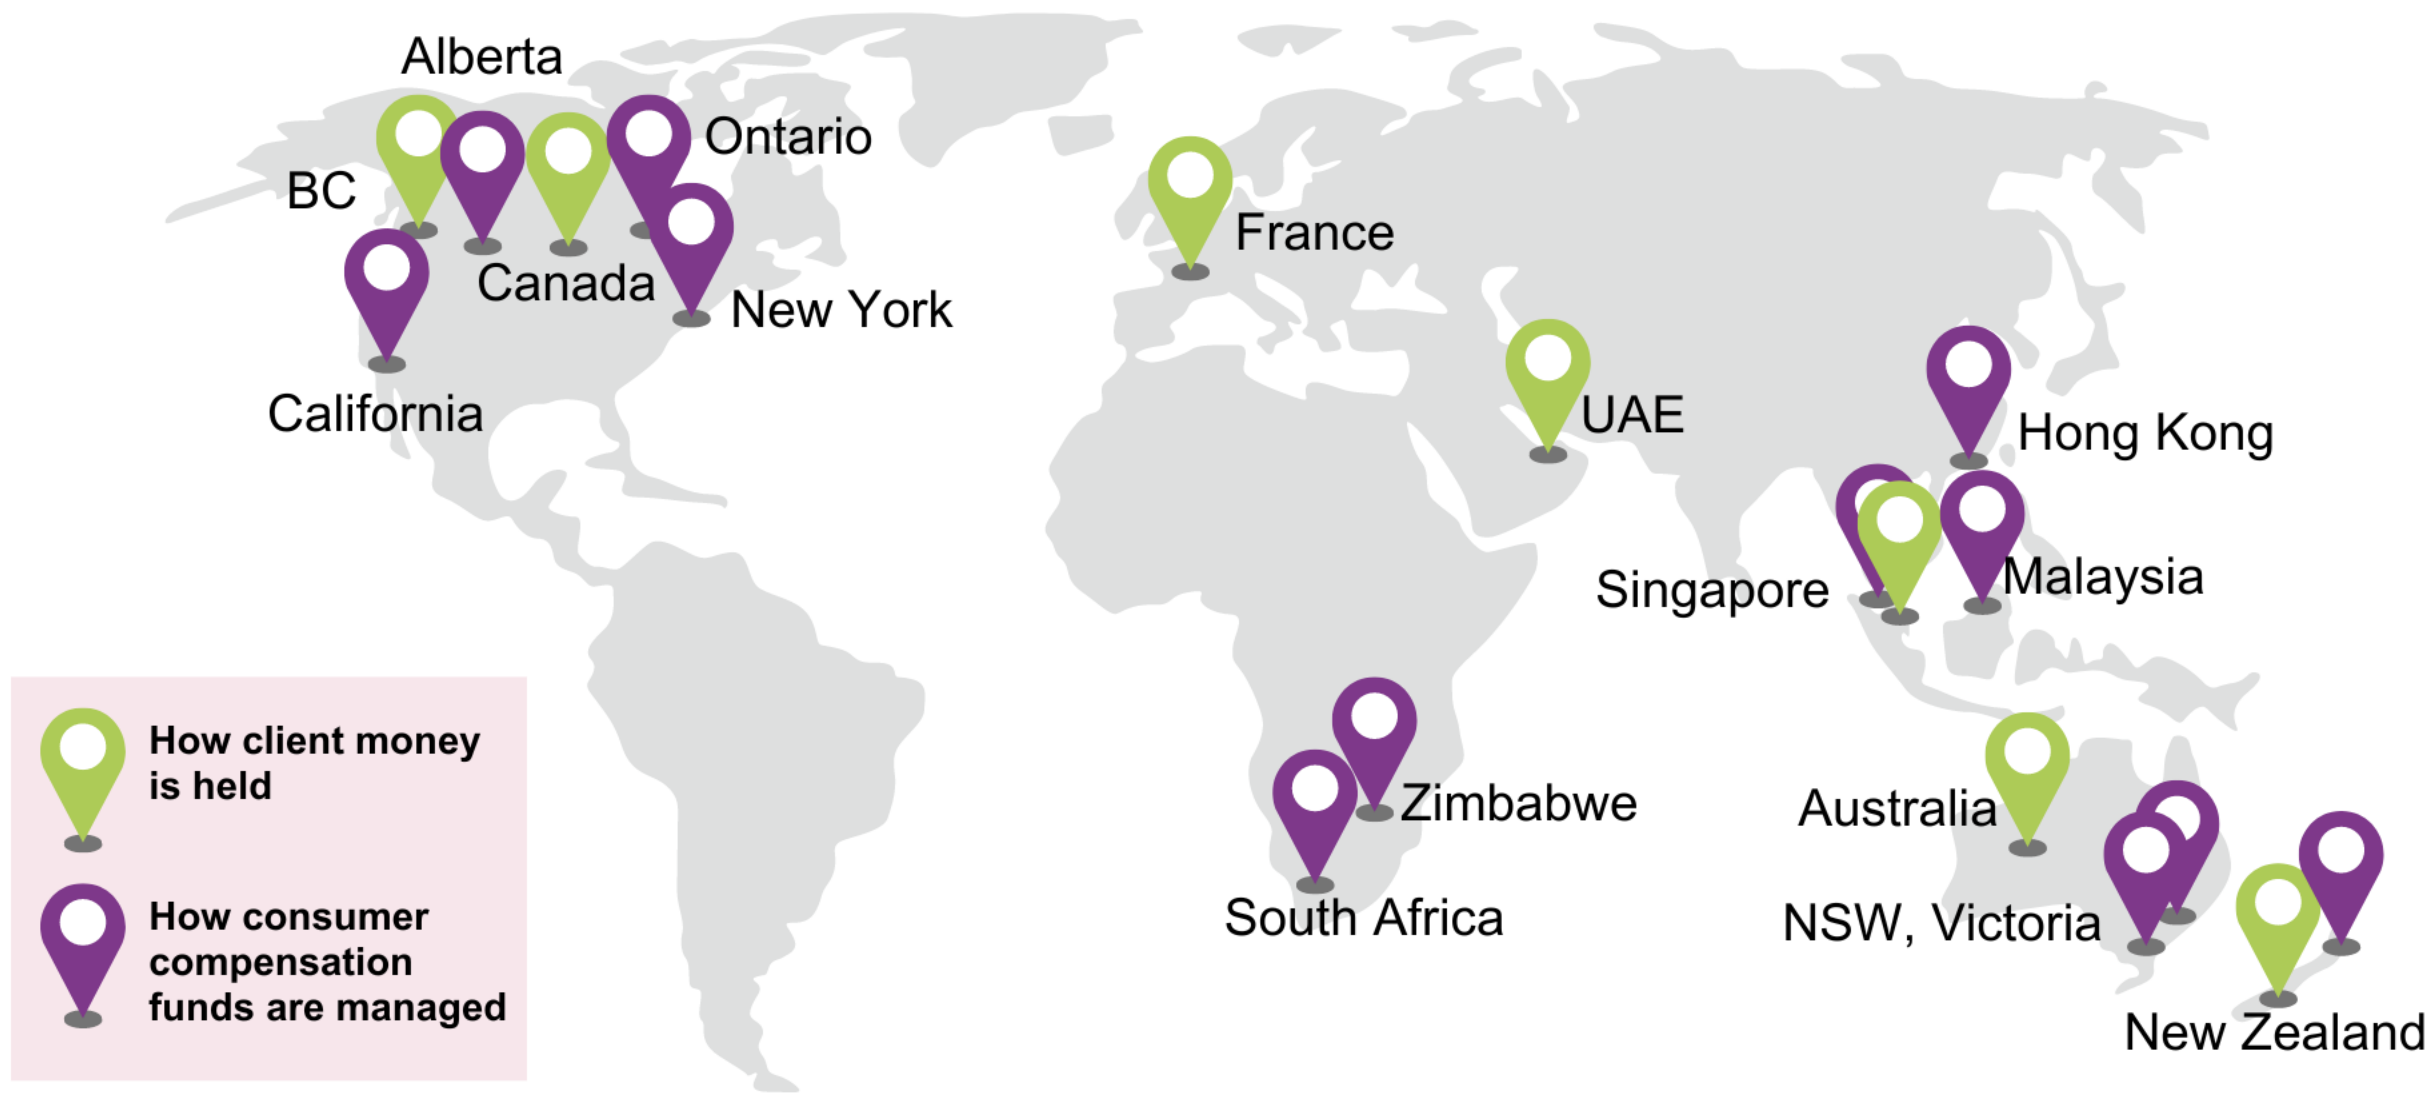 Alberta
Ontario
BC
France
Canada
New York
California
UAE
Hong Kong
Singapore
Malaysia
How client money
is held
Zimbabwe
Australia
How consumer
compensation
funds are managed
South Africa
NSW, Victoria
New Zealand